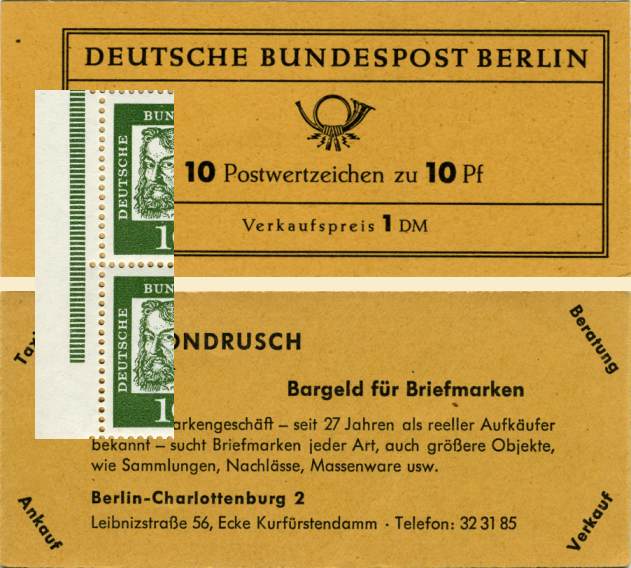 DEUTSCHE BUNDESPOST BERLIN
10 Postwertzeichen zu 10 Pf
Verkaufspreis 1 DM
DEUTSCHE
BUN
DEUTSCHE
BUN
ONDRUSCH
Beratung
Bargeld für Briefmarken
arkengeschäft – seit 27 Jahren als reeller Aufkäufer
bekannt – sucht Briefmarken jeder Art, auch größere Objekte,
wie Sammlungen, Nachlässe, Massenware usw.
Berlin-Charlottenburg 2
Leibnizstraße 56, Ecke Kurfürstendamm · Telefon: 32 31 85
Ankauf
Verkauf